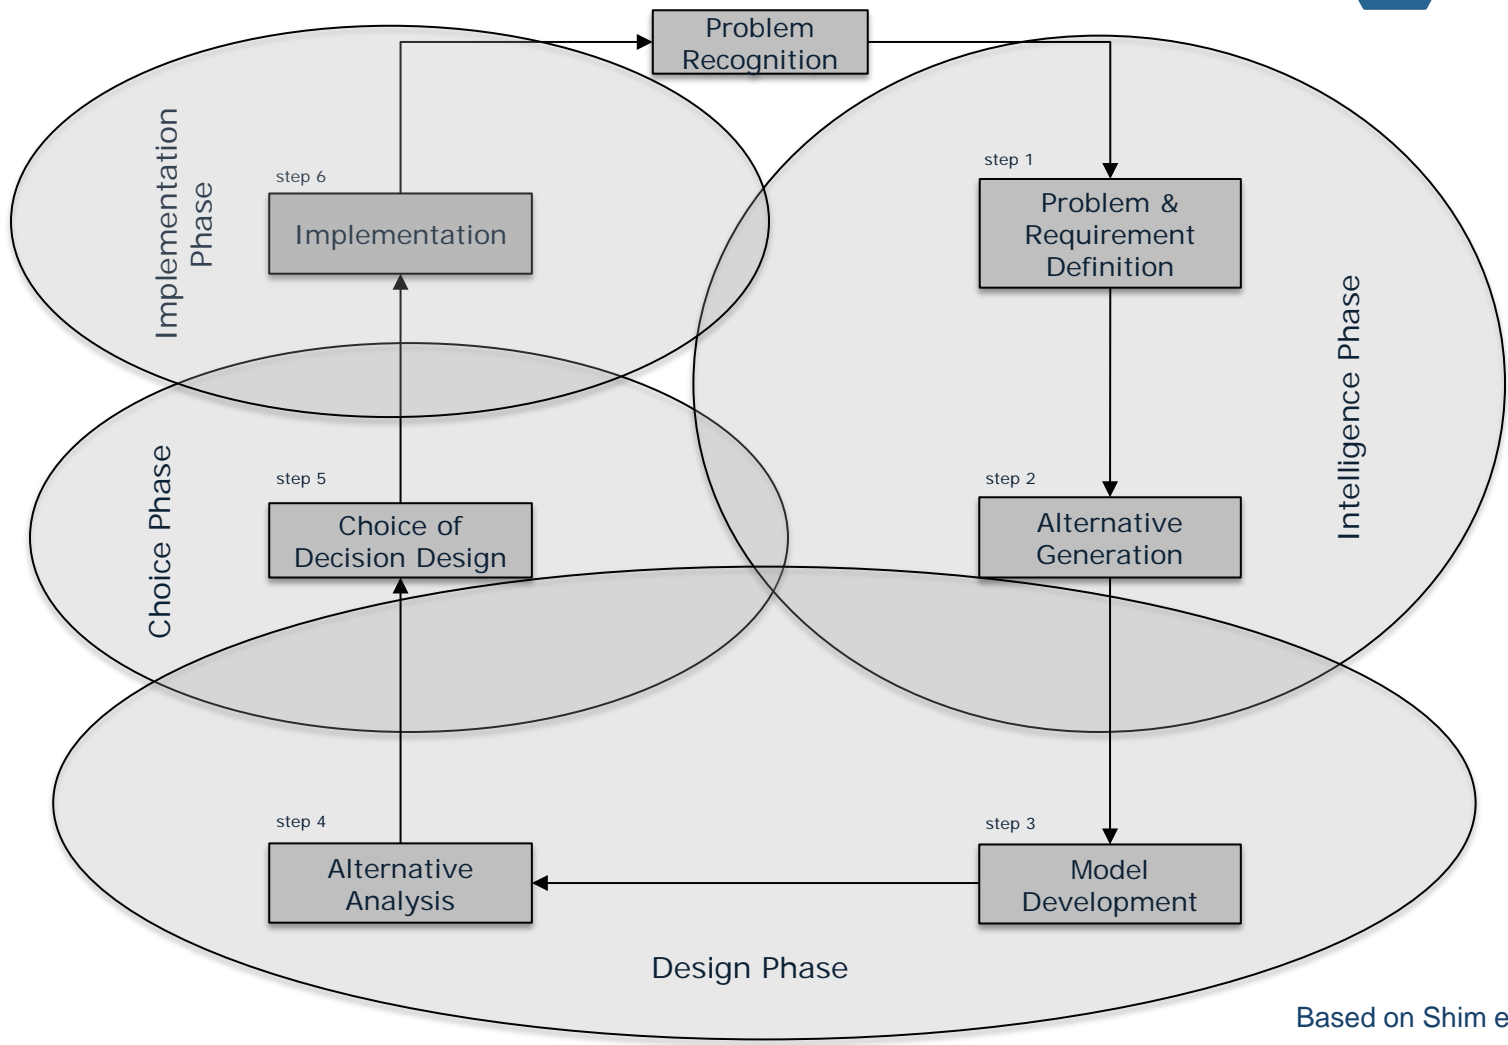 Problem
Recognition
step 1
Problem &
Requirement
Definition
step 2
Alternative
Generation
Intelligence Phase
step 3
Model
Development
step 4
Alternative
Analysis
Design Phase
step 5
Choice of
Decision Design
Choice Phase
step 6
Implementation
Implementation
Phase
Based on Shim e